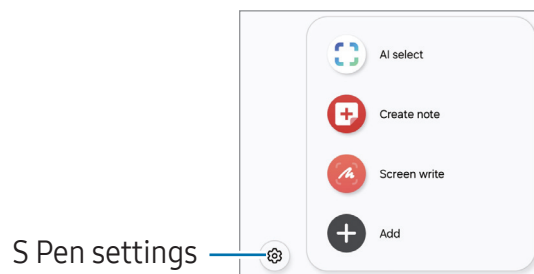 AI select
Create note
Screen write
Add
S Pen settings